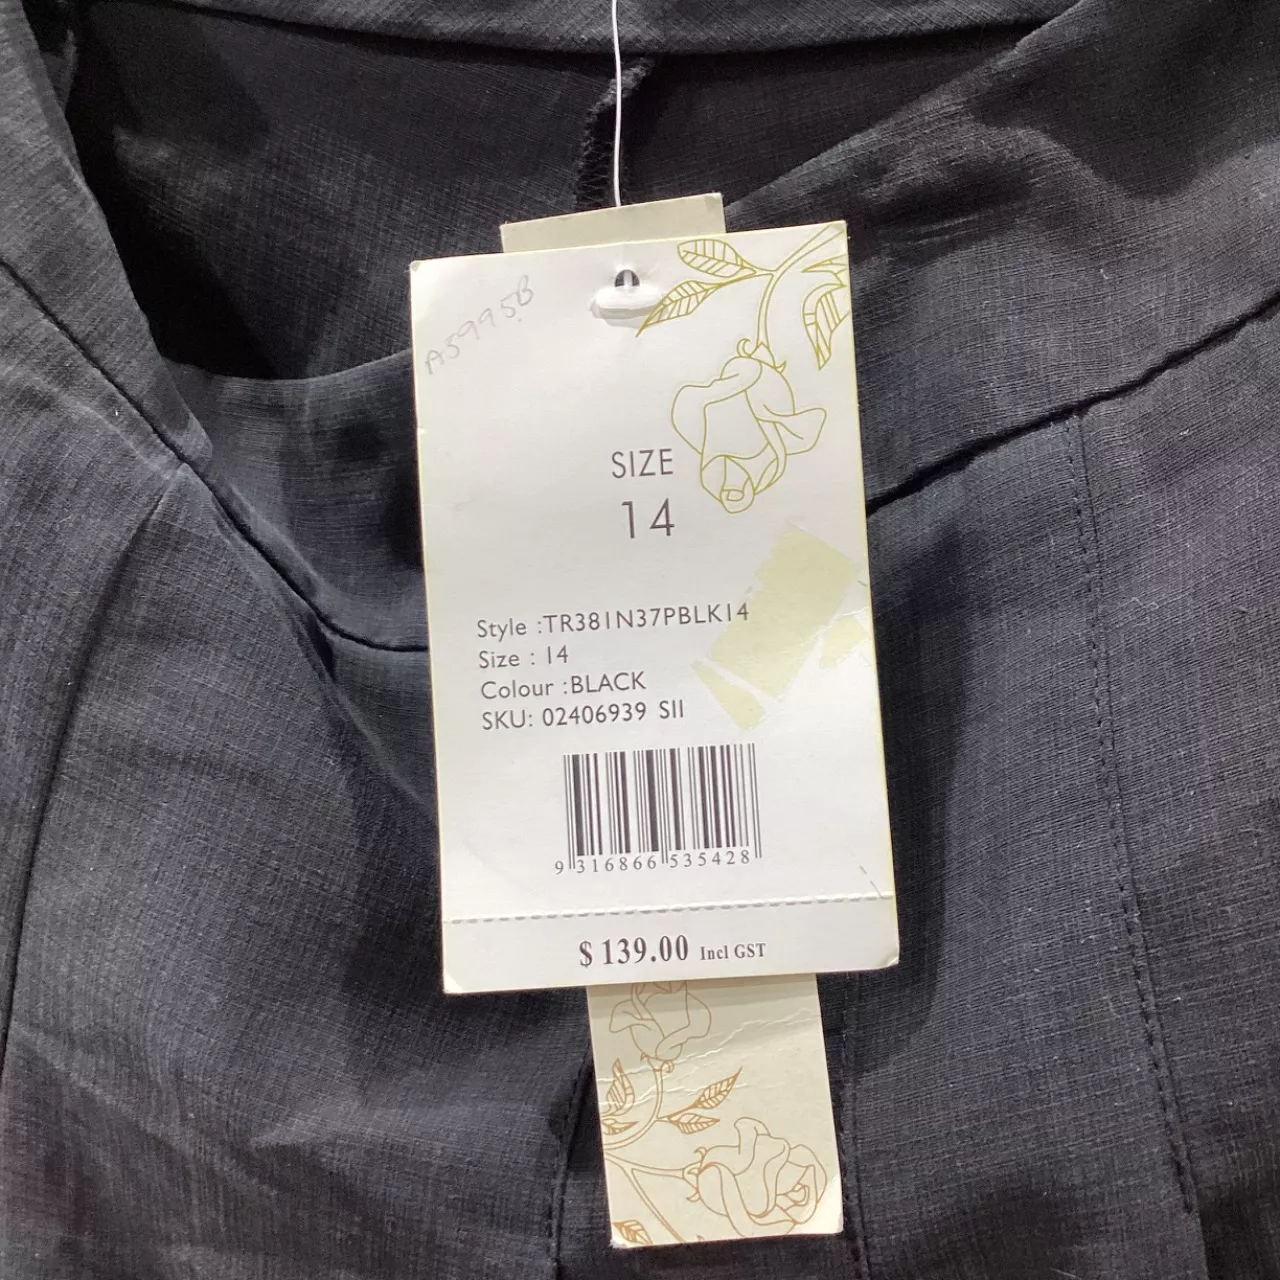 A5995B
SIZE
14
Style :TR381N37PBLK14
Size : 14
Colour :BLACK
SKU: 02406939 SII
9 316866 535428
$ 139.00 Incl GST